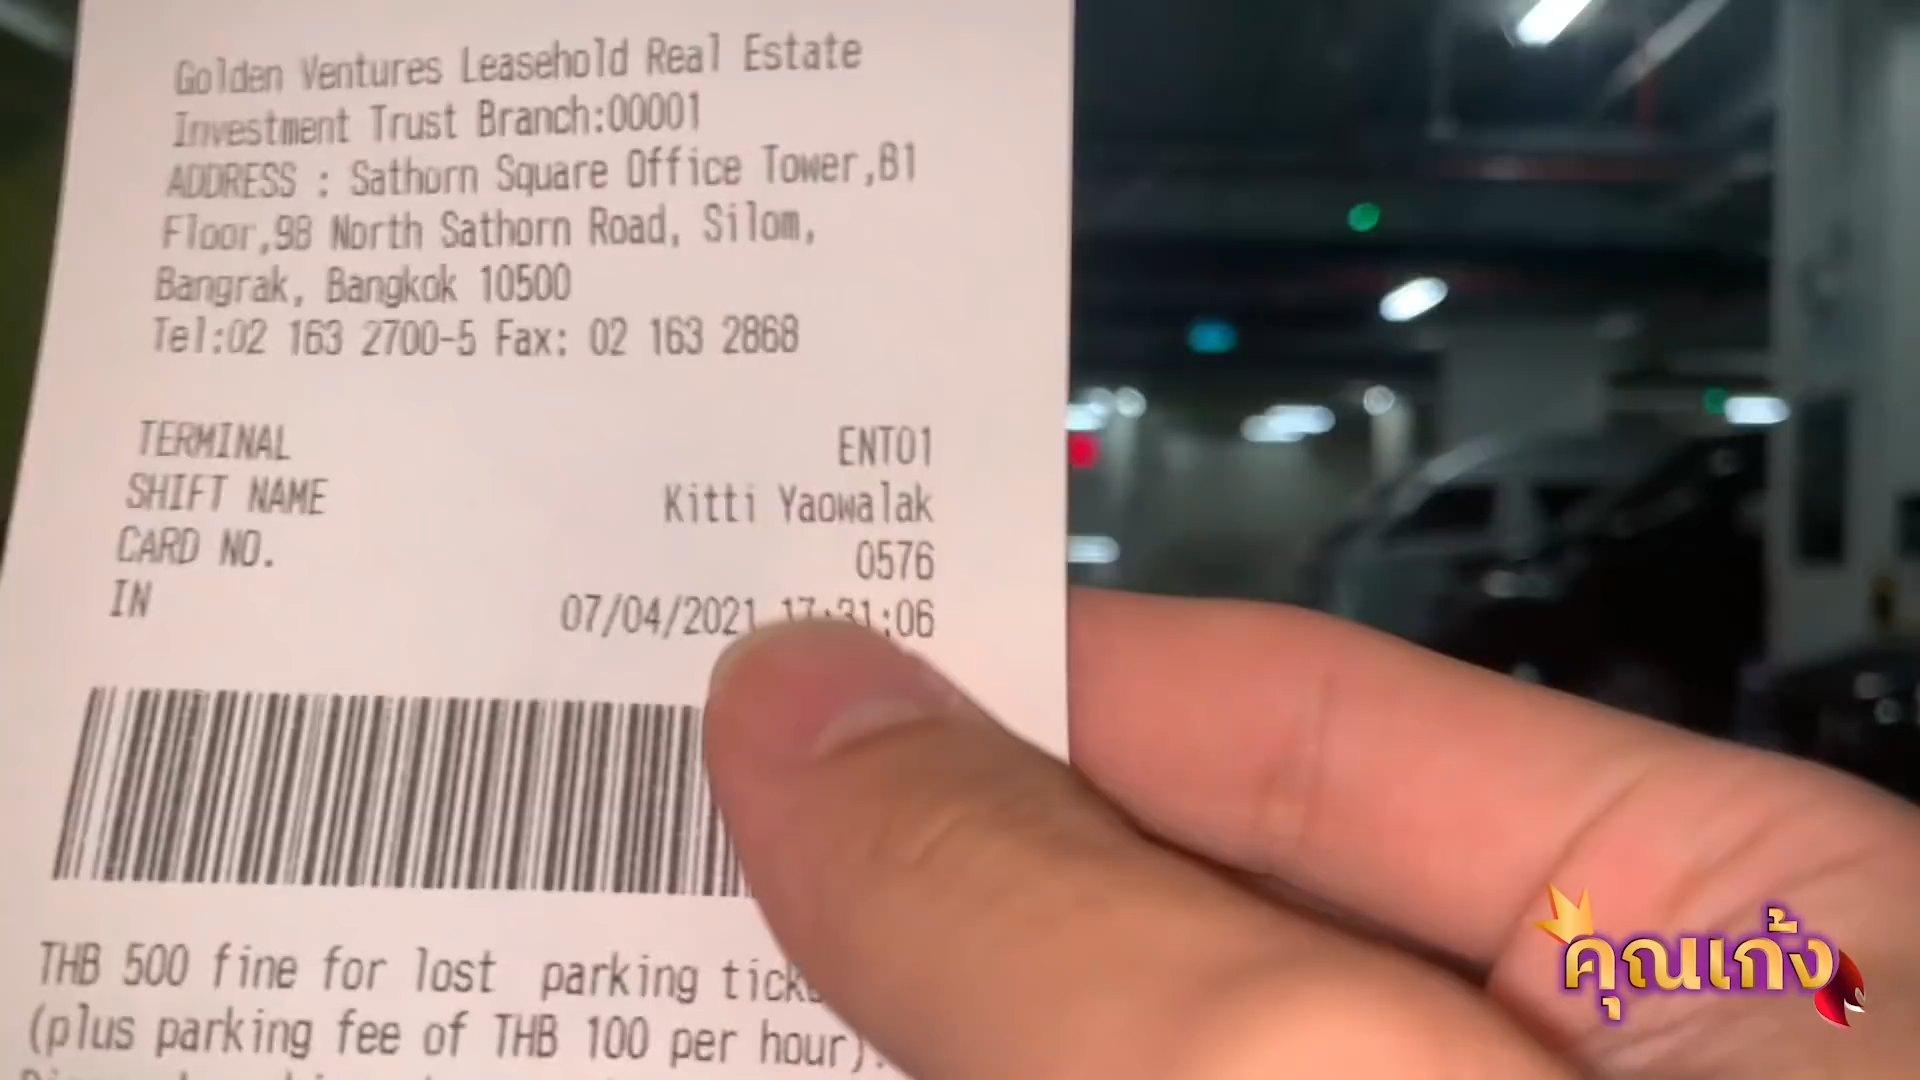 Golden Ventures Leasehold Real Estate
Investment Trust Branch:00001
ADDRESS : Sathorn Square Office Tower,B1
Floor,98 North Sathorn Road, Silom,
Bangrak, Bangkok 10500
Tel:02 163 2700-5 Fax: 02 163 2868
TERMINAL ENT01
SHIFT NAME Kitti Yaowalak
CARD NO. 0576
IN 07/04/2021 17:31:06
THB 500 fine for lost parking
(plus parking fee of THB 100 per hour).
คุณเก้ง